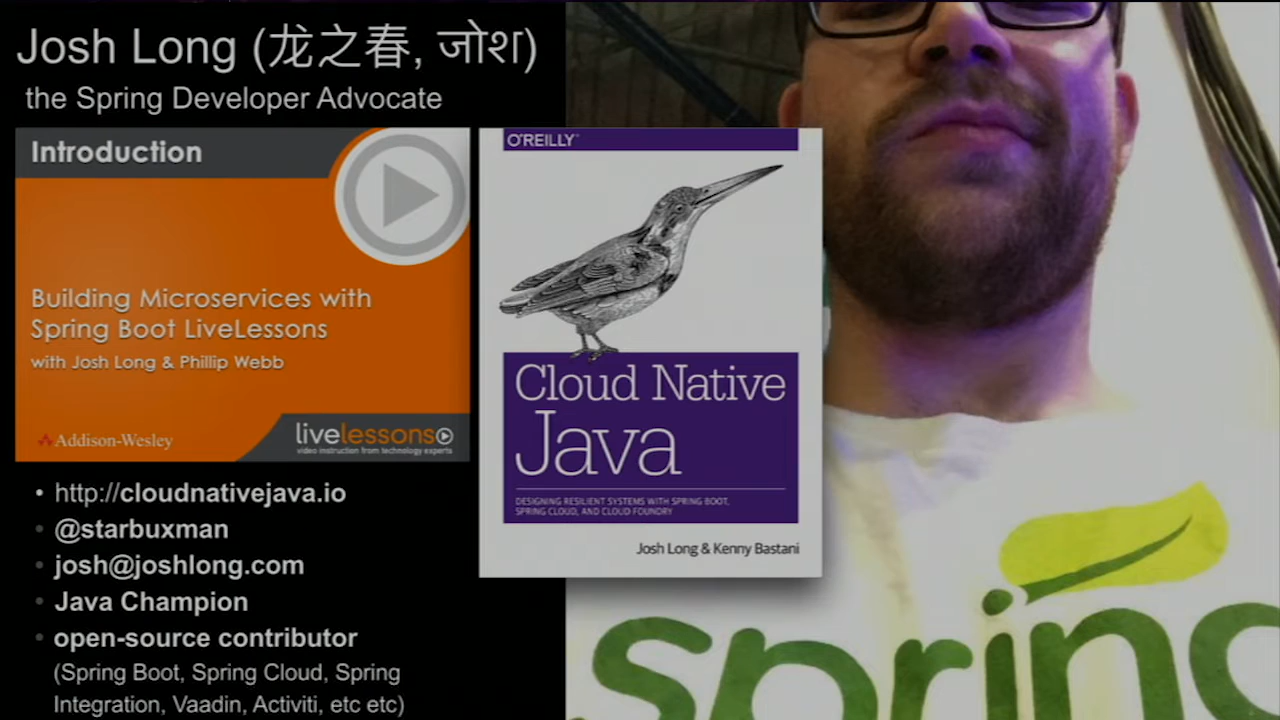 Josh Long (龙之春, जोश)
the Spring Developer Advocate
Introduction
Building Microservices with
Spring Boot LiveLessons
with Josh Long & Phillip Webb
Addison-Wesley
livelessons
video instruction from technology experts
O'REILLY
Cloud Native
Java
DESIGNING RESILIENT SYSTEMS WITH SPRING BOOT,
SPRING CLOUD, AND CLOUD FOUNDRY
Josh Long & Kenny Bastani
• http://cloudnativejava.io
• @starbuxman
• josh@joshlong.com
• Java Champion
• open-source contributor
(Spring Boot, Spring Cloud, Spring
Integration, Vaadin, Activiti, etc etc)
spring